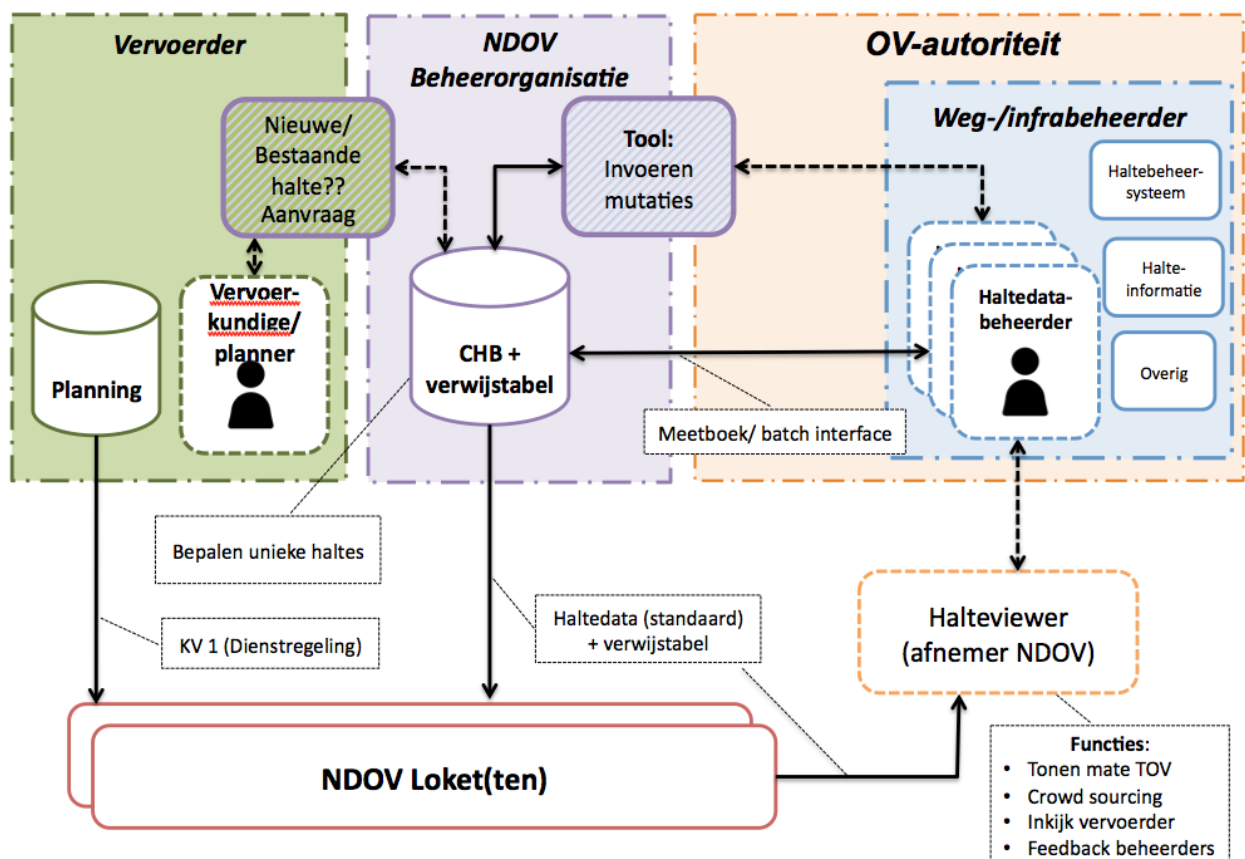 Vervoerder
NDOV
Beheerorganisatie
OV-autoriteit
Nieuwe/
Bestaande
halte??
Aanvraag
Tool:
Invoeren
mutaties
Weg-/infrabeheerder
Haltebeheer-
systeem
Halte-
informatie
Overig
Haltedata-
beheerder
Planning
Vervoer-
kundige/
planner
CHB +
verwijstabel
Meetboek/ batch interface
Bepalen unieke haltes
KV 1 (Dienstregeling)
Haltedata (standaard)
+ verwijstabel
Halteviewer
(afnemer NDOV)
NDOV Loket(ten)
Functies:
• Tonen mate TOV
• Crowd sourcing
• Inkijk vervoerder
• Feedback beheerders